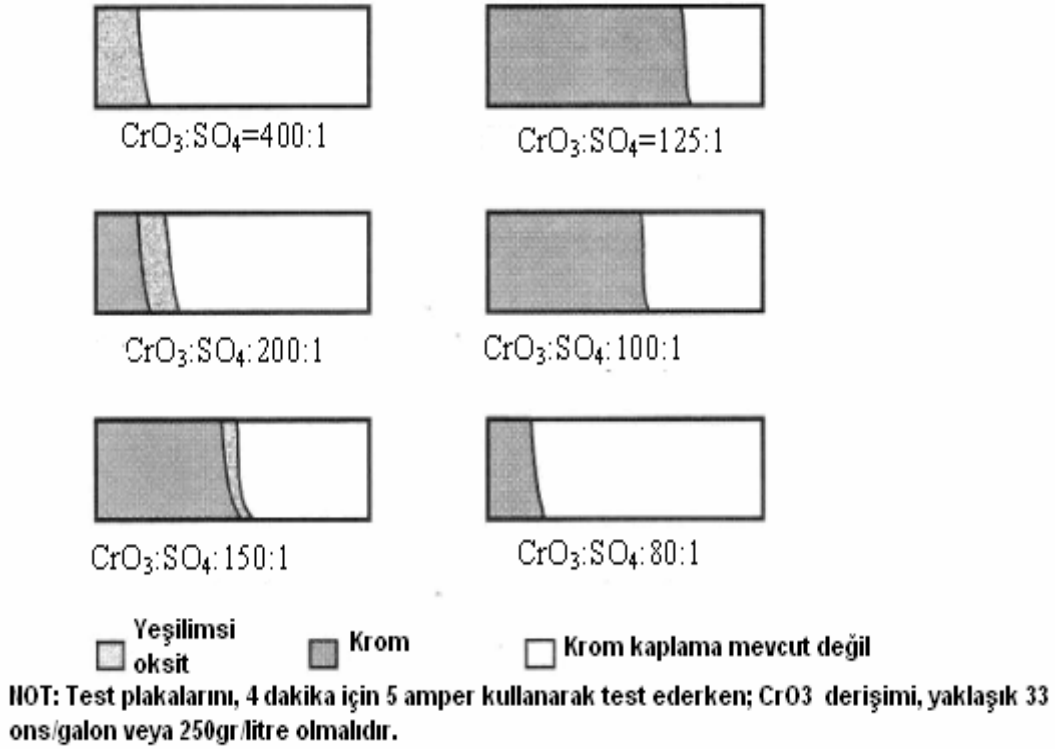 CrO₃:SO₄=400:1
CrO₃:SO₄=125:1
CrO₃:SO₄:200:1
CrO₃:SO₄:100:1
CrO₃:SO₄:150:1
CrO₃:SO₄:80:1
Yeşilimsi
oksit
Krom
Krom kaplama mevcut değil
NOT: Test plakalarını, 4 dakika için 5 amper kullanarak test ederken; CrO3 derişimi, yaklaşık 33
ons/galon veya 250gr/litre olmalıdır.